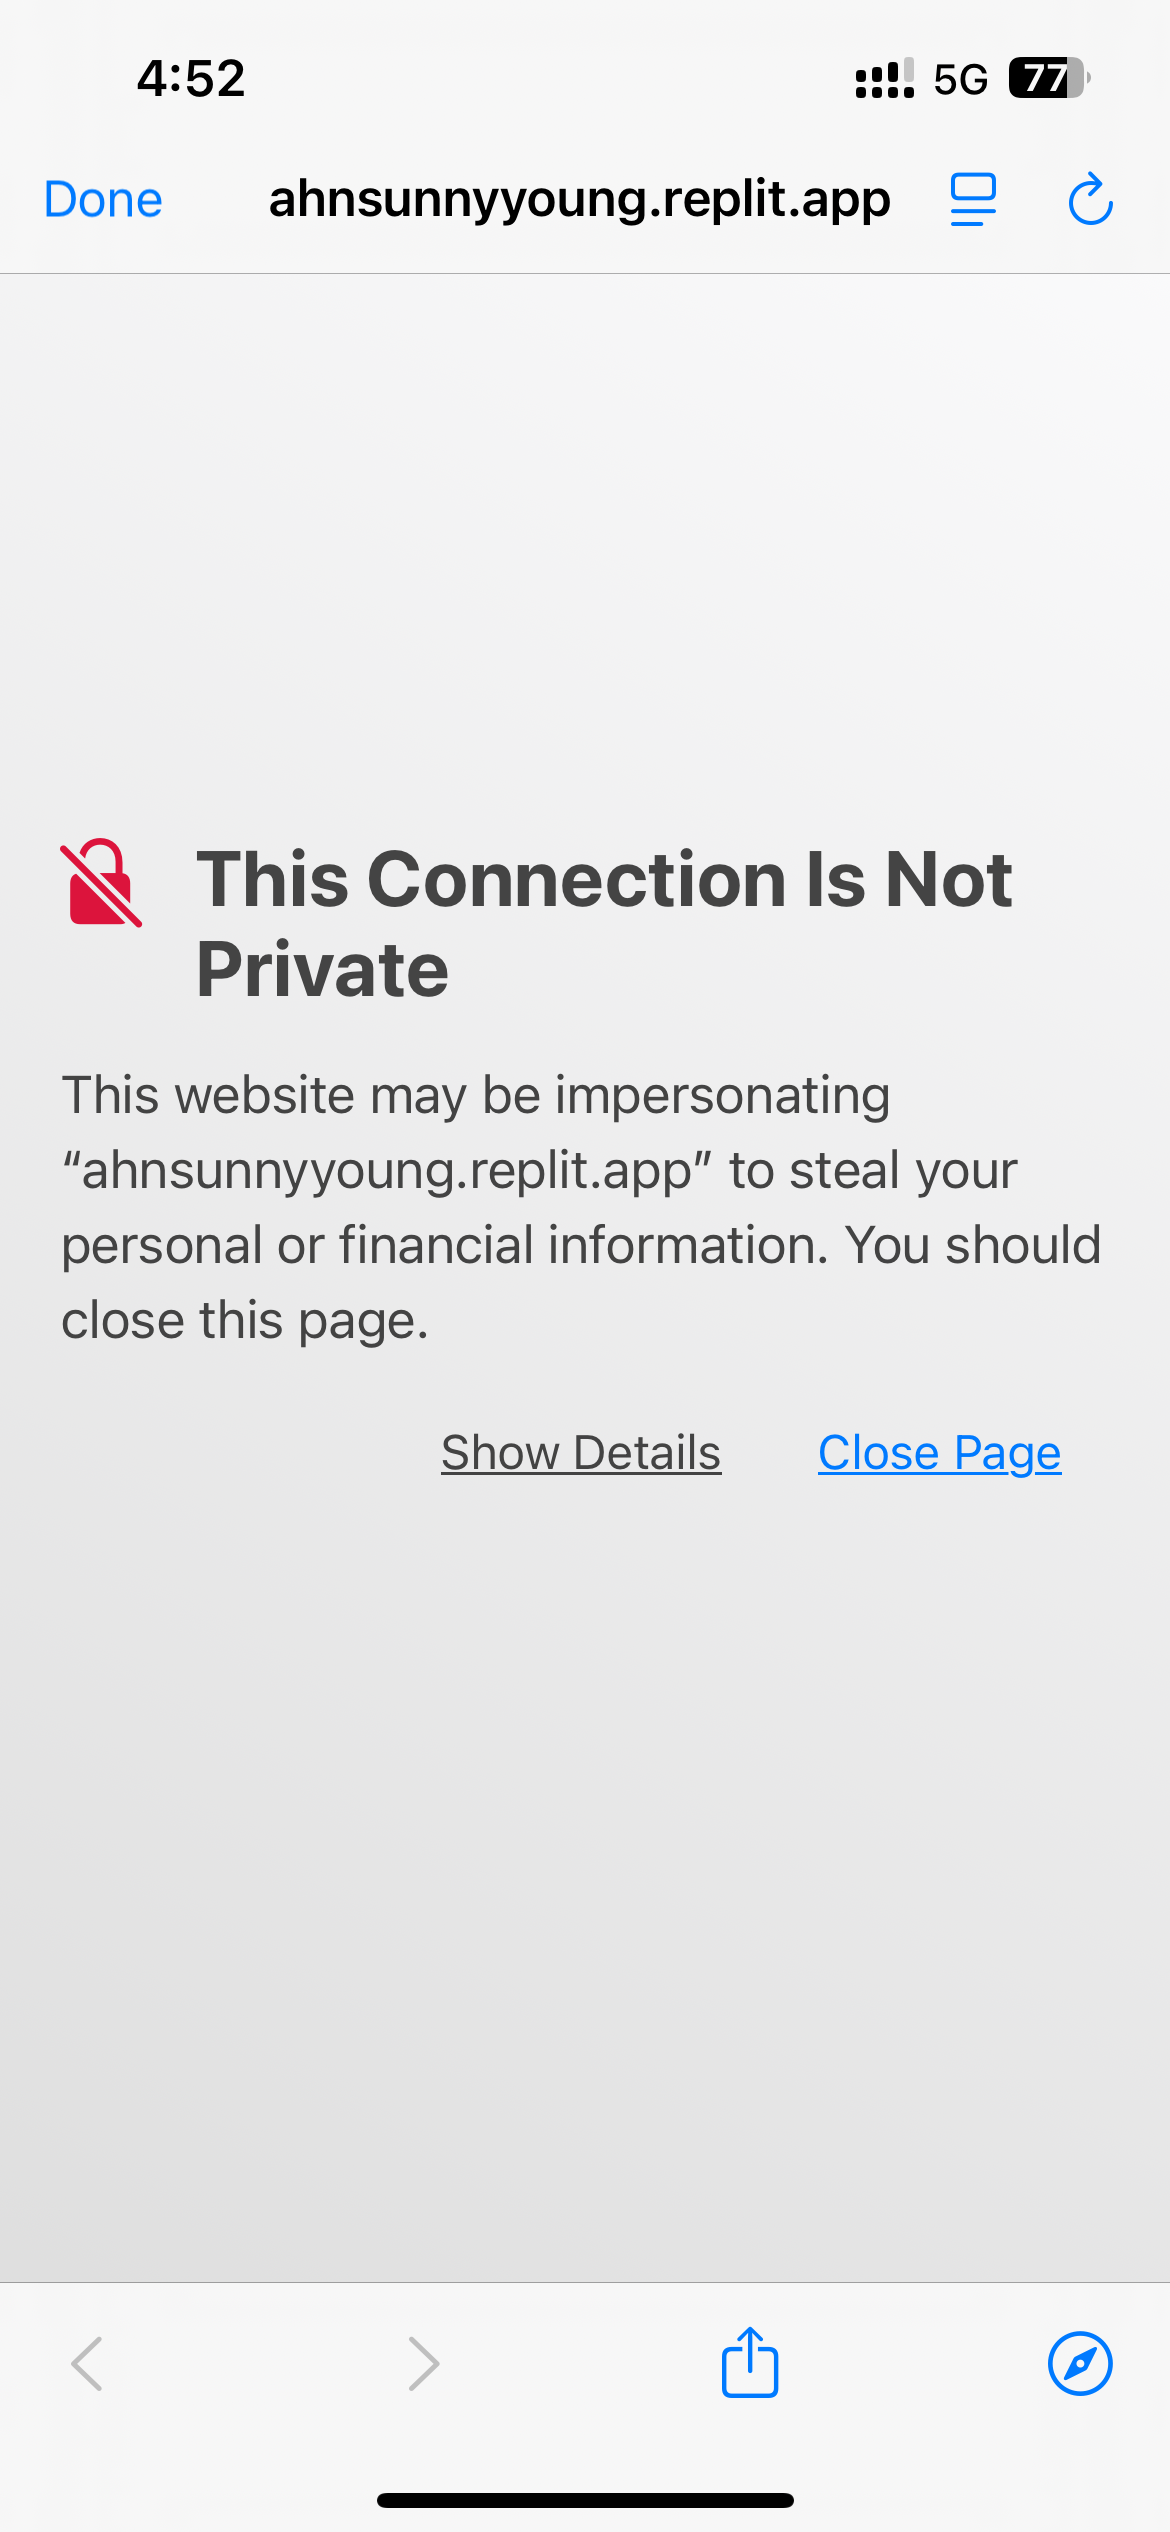 4:52
5G
77
Done
ahnsunnyyoung.replit.app
This Connection Is Not
Private
This website may be impersonating
“ahnsunnyyoung.replit.app” to steal your
personal or financial information. You should
close this page.
Show Details
Close Page